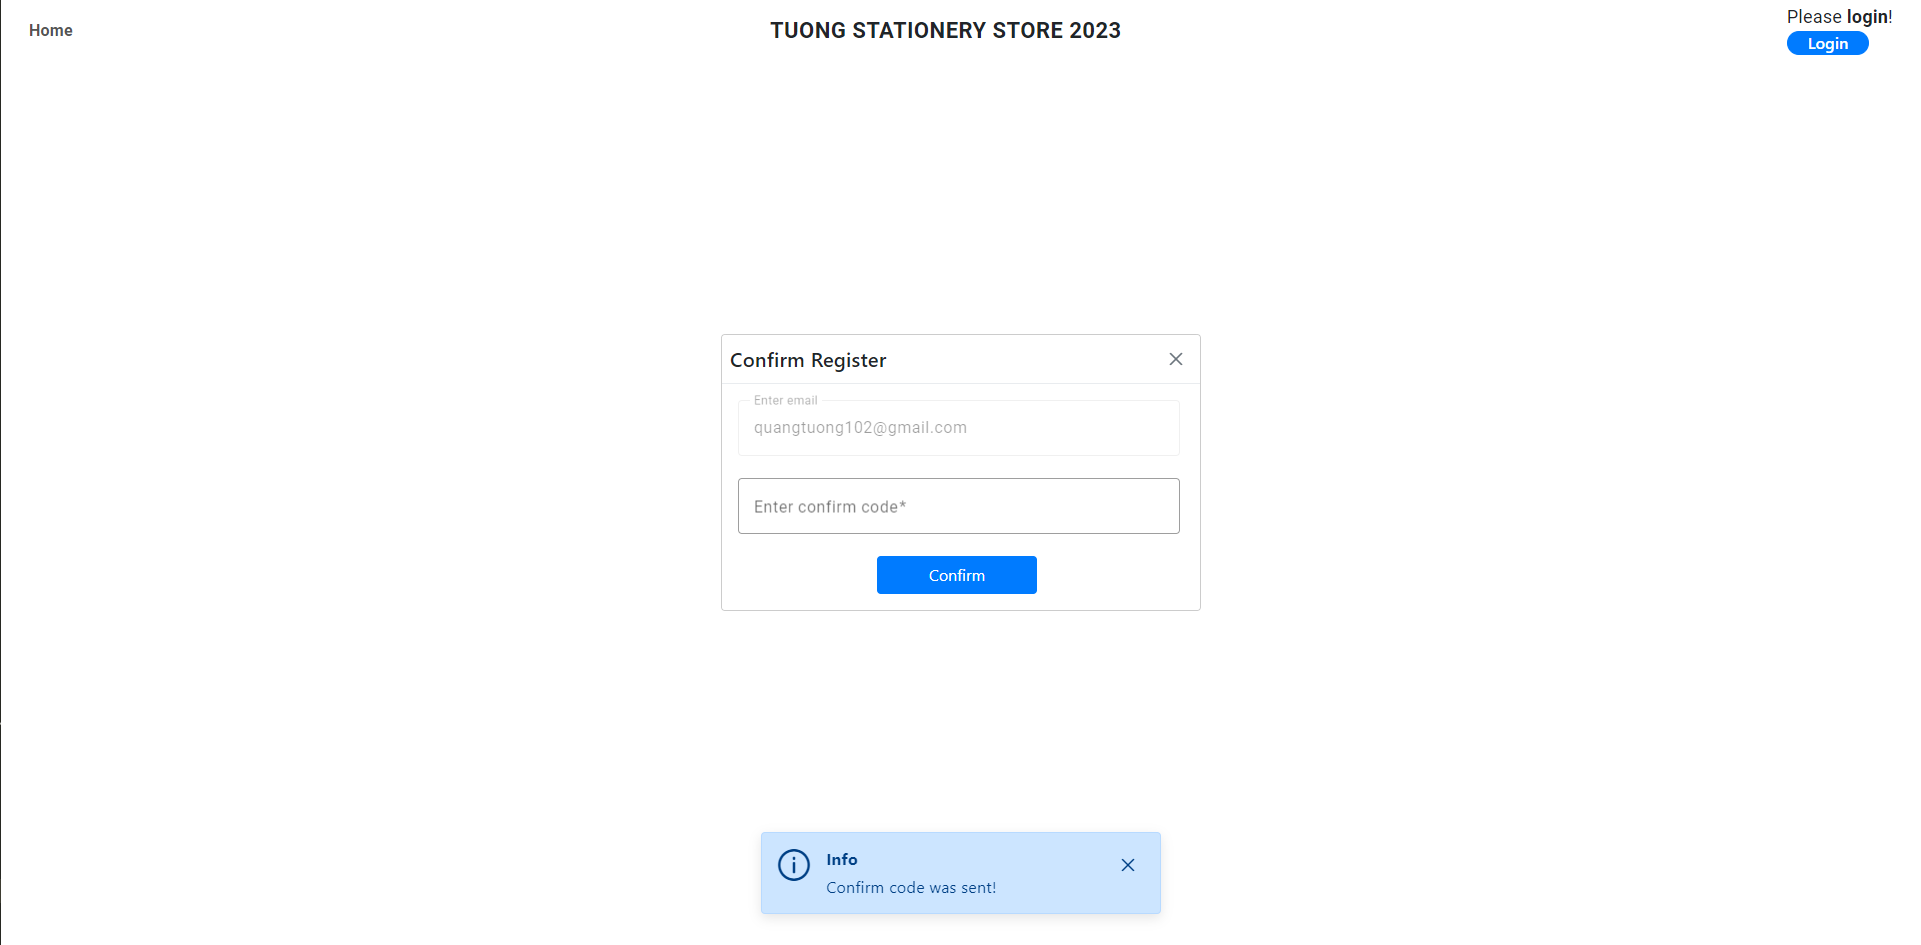 Home
TUONG STATIONERY STORE 2023
Please login!
Login
Confirm Register
Enter email
quangtuong102@gmail.com
Enter confirm code*
Confirm
Info
Confirm code was sent!